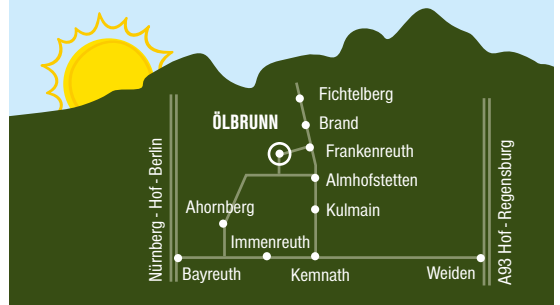 Fichtelberg
Brand
ÖLBRUNN
Frankenreuth
Almhofstetten
Ahornberg
Kulmain
Immenreuth
Bayreuth
Kemnath
Weiden
Nürnberg - Hof - Berlin
A93 Hof - Regensburg